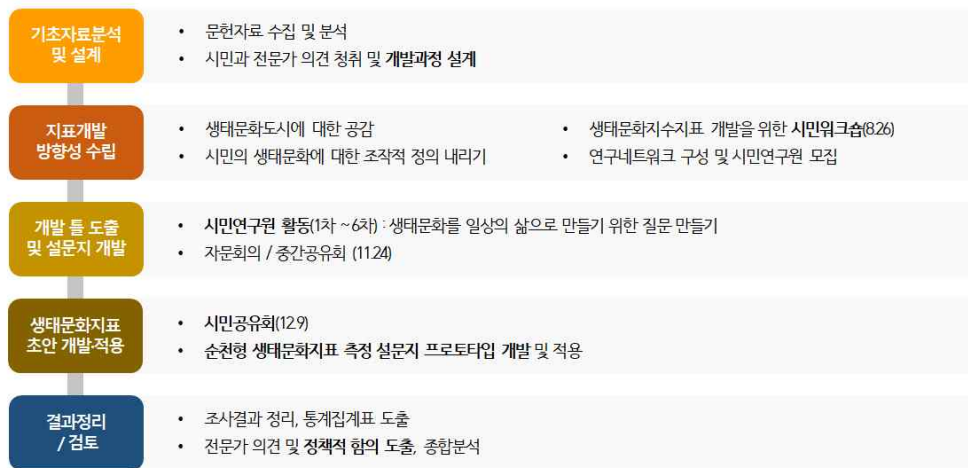 기초자료분석
및 설계
• 문헌자료 수집 및 분석
• 시민과 전문가 의견 청취 및 개발과정 설계
지표개발
방향성 수립
• 생태문화도시에 대한 공감
• 시민의 생태문화에 대한 조작적 정의 내리기
• 생태문화지수지표 개발을 위한 시민워크숍(8.26)
• 연구네트워크 구성 및 시민연구원 모집
개발 틀 도출
및 설문지 개발
• 시민연구원 활동(1차 ~6차) : 생태문화를 일상의 삶으로 만들기 위한 질문 만들기
• 자문회의 / 중간공유회 (11.24)
생태문화지표
초안 개발·적용
• 시민공유회(12.9)
• 순천형 생태문화지표 측정 설문지 프로토타입 개발 및 적용
결과정리
/ 검토
• 조사결과 정리, 통계집계표 도출
• 전문가 의견 및 정책적 함의 도출, 종합분석